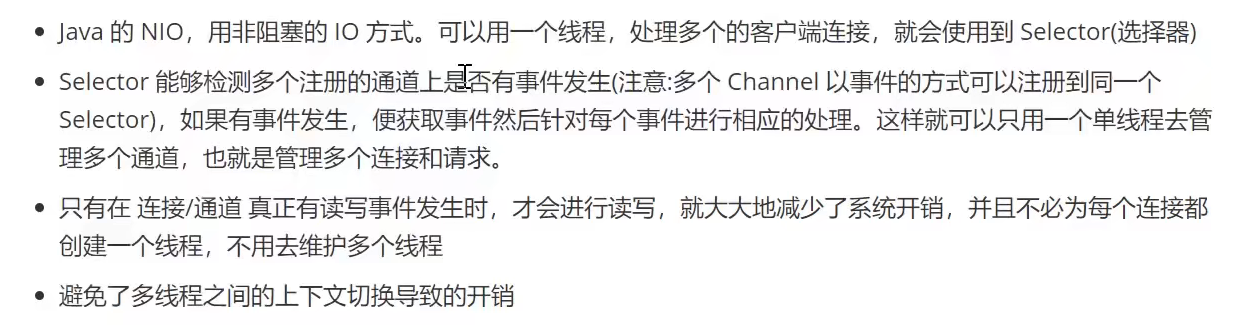 • Java 的 NIO，用非阻塞的 IO 方式。可以用一个线程，处理多个的客户端连接，就会使用到 Selector(选择器)
• Selector 能够检测多个注册的通道上是否有事件发生(注意:多个 Channel 以事件的方式可以注册到同一个
Selector)，如果有事件发生，便获取事件然后针对每个事件进行相应的处理。这样就可以只用一个单线程去管
理多个通道，也就是管理多个连接和请求。
• 只有在 连接/通道 真正有读写事件发生时，才会进行读写，就大大地减少了系统开销，并且不必为每个连接都
创建一个线程，不用去维护多个线程
• 避免了多线程之间的上下文切换导致的开销